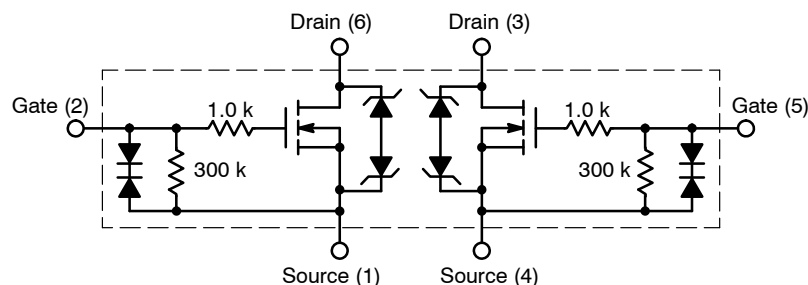 Drain (6)
Drain (3)
Gate (2)
1.0 k
1.0 k
Gate (5)
300 k
300 k
Source (1)
Source (4)